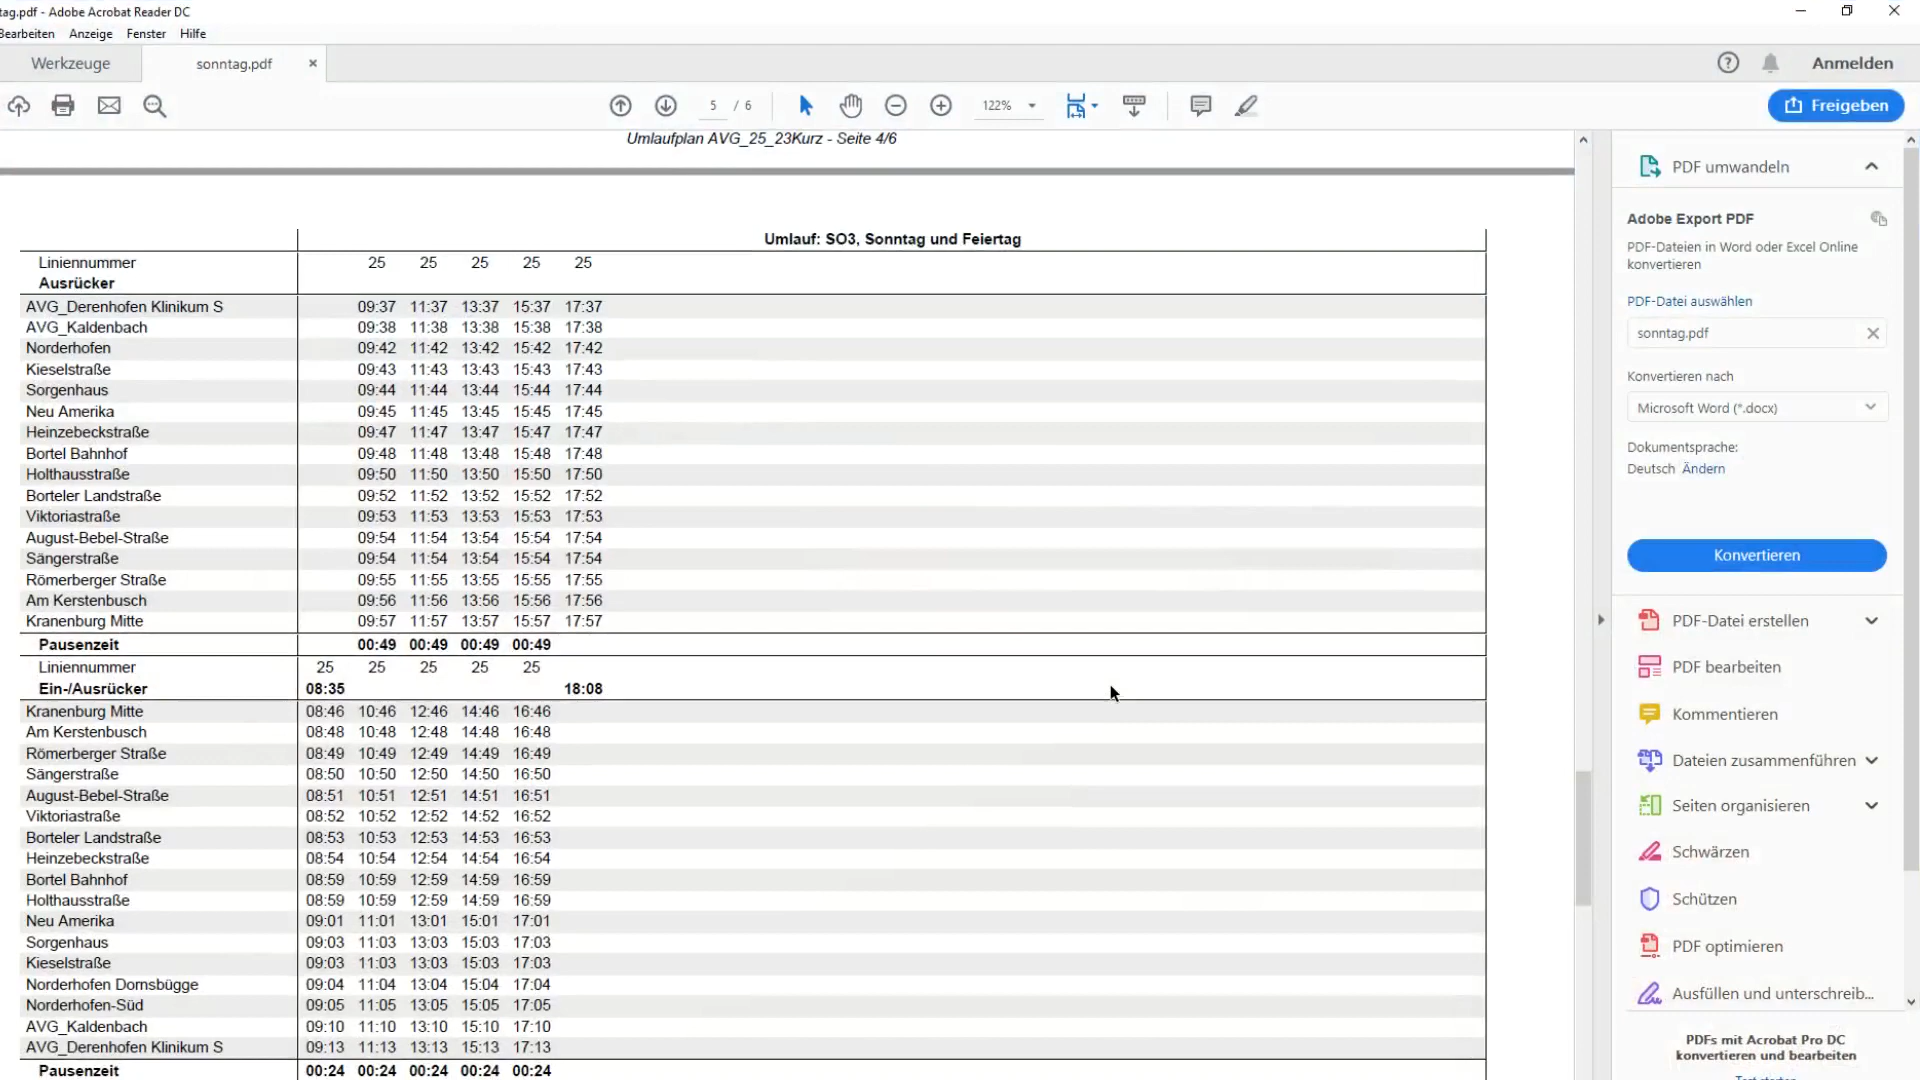 tag.pdf - Adobe Acrobat Reader DC
Bearbeiten Anzeige Fenster Hilfe
Werkzeuge sonntag.pdf × Anmelden
5 / 6 122% Freigeben
Umlaufplan AVG_25_23Kurz - Seite 4/6
Umlauf: SO3, Sonntag und Feiertag
Liniennummer 25 25 25 25 25
Ausrücker
AVG_Derenhofen Klinikum S 09:37 11:37 13:37 15:37 17:37
AVG_Kaldenbach 09:38 11:38 13:38 15:38 17:38
Norderhofen 09:42 11:42 13:42 15:42 17:42
Kieselstraße 09:43 11:43 13:43 15:43 17:43
Sorgenhaus 09:44 11:44 13:44 15:44 17:44
Neu Amerika 09:45 11:45 13:45 15:45 17:45
Heinzebeckstraße 09:47 11:47 13:47 15:47 17:47
Bortel Bahnhof 09:48 11:48 13:48 15:48 17:48
Holthausstraße 09:50 11:50 13:50 15:50 17:50
Borteler Landstraße 09:52 11:52 13:52 15:52 17:52
Viktoriastraße 09:53 11:53 13:53 15:53 17:53
August-Bebel-Straße 09:54 11:54 13:54 15:54 17:54
Sängerstraße 09:54 11:54 13:54 15:54 17:54
Römerberger Straße 09:55 11:55 13:55 15:55 17:55
Am Kerstenbusch 09:56 11:56 13:56 15:56 17:56
Kranenburg Mitte 09:57 11:57 13:57 15:57 17:57
Pausenzeit 00:49 00:49 00:49 00:49
Liniennummer 25 25 25 25 25
Ein-/Ausrücker 08:35 18:08
Kranenburg Mitte 08:46 10:46 12:46 14:46 16:46
Am Kerstenbusch 08:48 10:48 12:48 14:48 16:48
Römerberger Straße 08:49 10:49 12:49 14:49 16:49
Sängerstraße 08:50 10:50 12:50 14:50 16:50
August-Bebel-Straße 08:51 10:51 12:51 14:51 16:51
Viktoriastraße 08:52 10:52 12:52 14:52 16:52
Borteler Landstraße 08:53 10:53 12:53 14:53 16:53
Heinzebeckstraße 08:54 10:54 12:54 14:54 16:54
Bortel Bahnhof 08:59 10:59 12:59 14:59 16:59
Holthausstraße 08:59 10:59 12:59 14:59 16:59
Neu Amerika 09:01 11:01 13:01 15:01 17:01
Sorgenhaus 09:03 11:03 13:03 15:03 17:03
Kieselstraße 09:03 11:03 13:03 15:03 17:03
Norderhofen Dornsbügge 09:04 11:04 13:04 15:04 17:04
Norderhofen-Süd 09:05 11:05 13:05 15:05 17:05
AVG_Kaldenbach 09:10 11:10 13:10 15:10 17:10
AVG_Derenhofen Klinikum S 09:13 11:13 13:13 15:13 17:13
Pausenzeit 00:24 00:24 00:24 00:24 00:24
PDF umwandeln
Adobe Export PDF
PDF-Dateien in Word oder Excel Online
konvertieren
PDF-Datei auswählen
sonntag.pdf
Konvertieren nach
Microsoft Word (*.docx)
Dokumentsprache:
Deutsch Ändern
Konvertieren
PDF-Datei erstellen
PDF bearbeiten
Kommentieren
Dateien zusammenführen
Seiten organisieren
Schwärzen
Schützen
PDF optimieren
Ausfüllen und unterschreib...
PDFs mit Acrobat Pro DC
konvertieren und bearbeiten